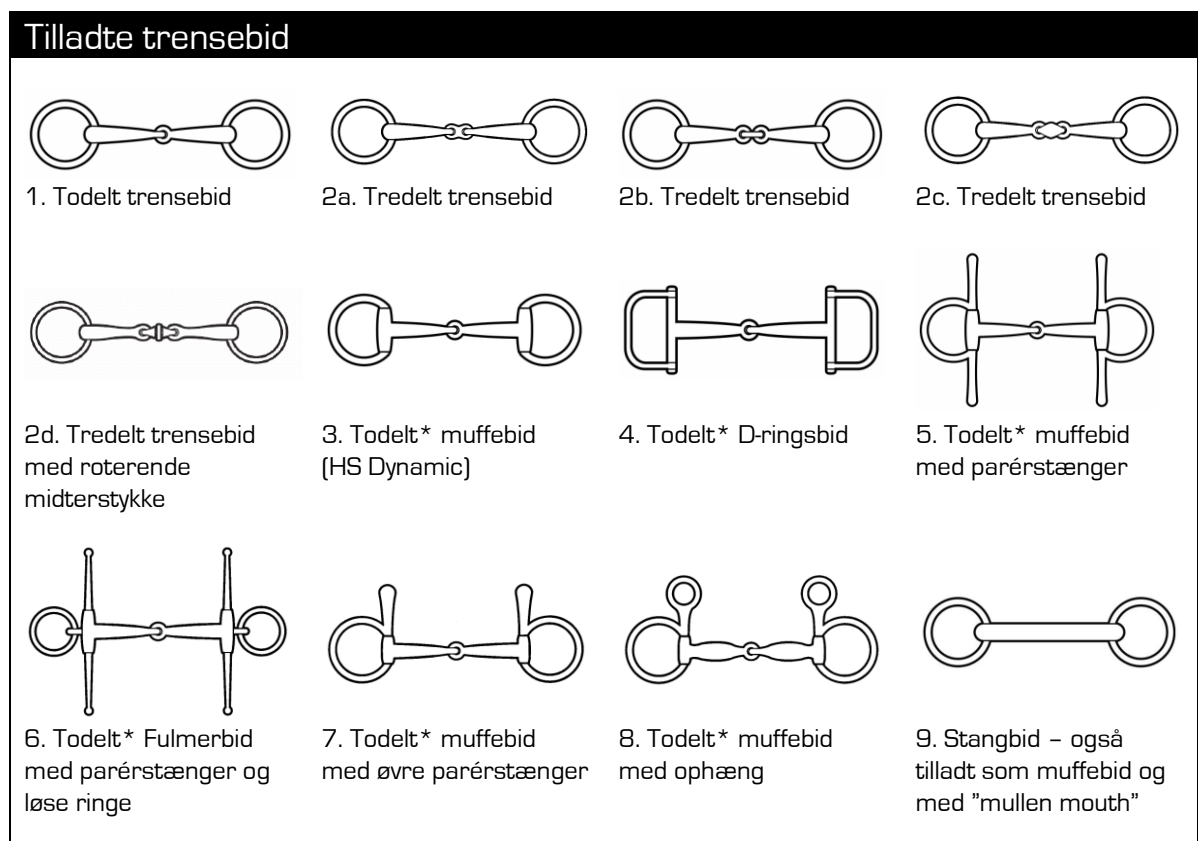 Tilladte trensebid
1. Todelt trensebid
2a. Tredelt trensebid
2b. Tredelt trensebid
2c. Tredelt trensebid
2d. Tredelt trensebid
med roterende
midterstykke
3. Todelt* muffebid
(HS Dynamic)
4. Todelt* D-ringsbid
5. Todelt* muffebid
med parérstænger
6. Todelt* Fulmerbid
med parérstænger og
løse ringe
7. Todelt* muffebid
med øvre parérstænger
8. Todelt* muffebid
med ophæng
9. Stangbid – også
tilladt som muffebid og
med ”mullen mouth”